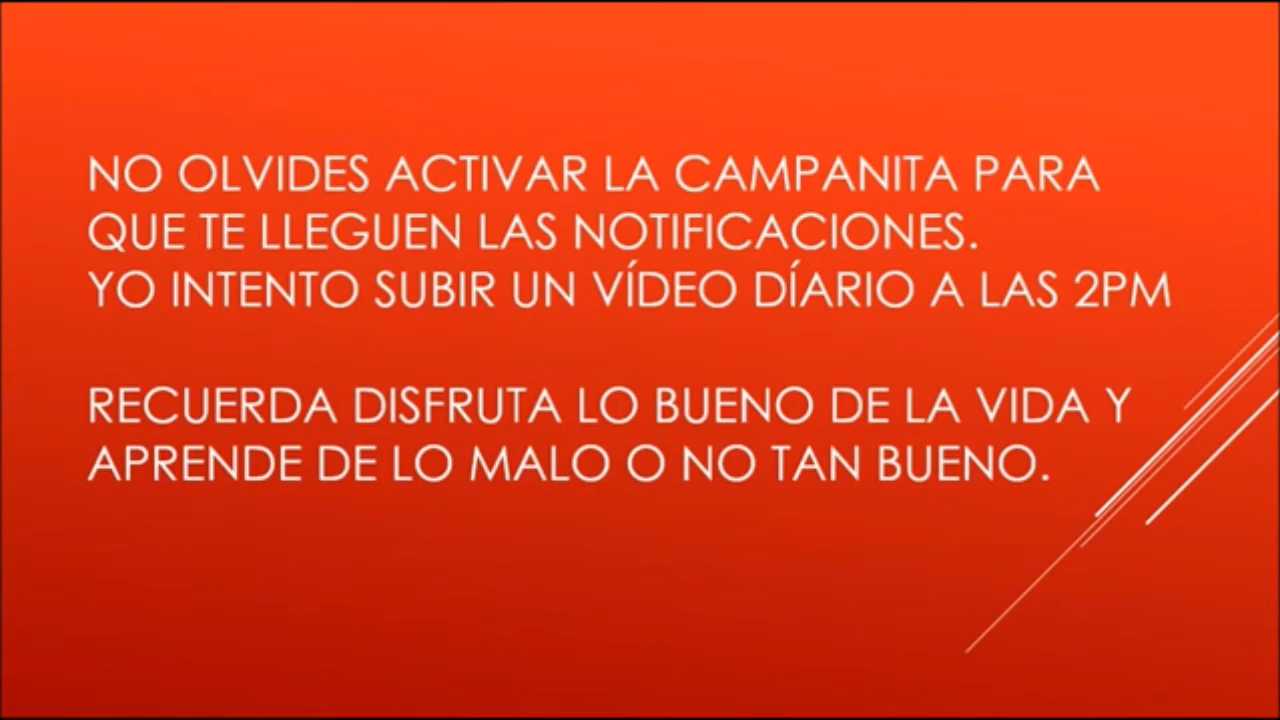 NO OLVIDES ACTIVAR LA CAMPANITA PARA
QUE TE LLEGUEN LAS NOTIFICACIONES.
YO INTENTO SUBIR UN VÍDEO DÍARIO A LAS 2PM
RECUERDA DISFRUTA LO BUENO DE LA VIDA Y
APRENDE DE LO MALO O NO TAN BUENO.